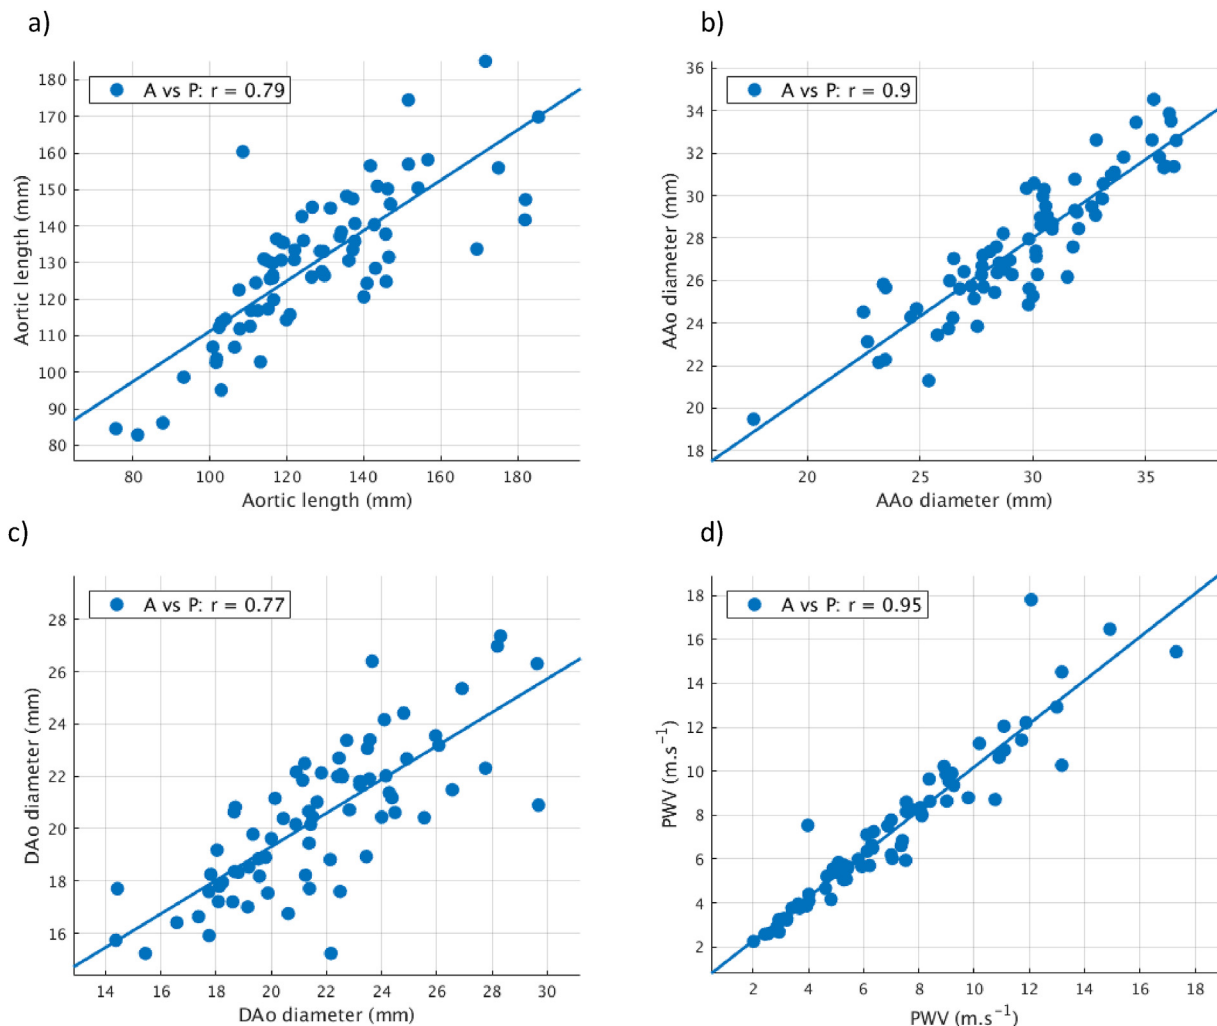 a)
A vs P: r = 0.79
180
170
160
150
140
130
120
110
100
90
80
Aortic length (mm)
80 100 120 140 160 180
Aortic length (mm)
b)
A vs P: r = 0.9
36
34
32
30
28
26
24
22
20
18
AAo diameter (mm)
20 25 30 35
AAo diameter (mm)
c)
A vs P: r = 0.77
28
26
24
22
20
18
16
DAo diameter (mm)
14 16 18 20 22 24 26 28 30
DAo diameter (mm)
d)
A vs P: r = 0.95
18
16
14
12
10
8
6
4
2
PWV (m.s⁻¹)
2 4 6 8 10 12 14 16 18
PWV (m.s⁻¹)